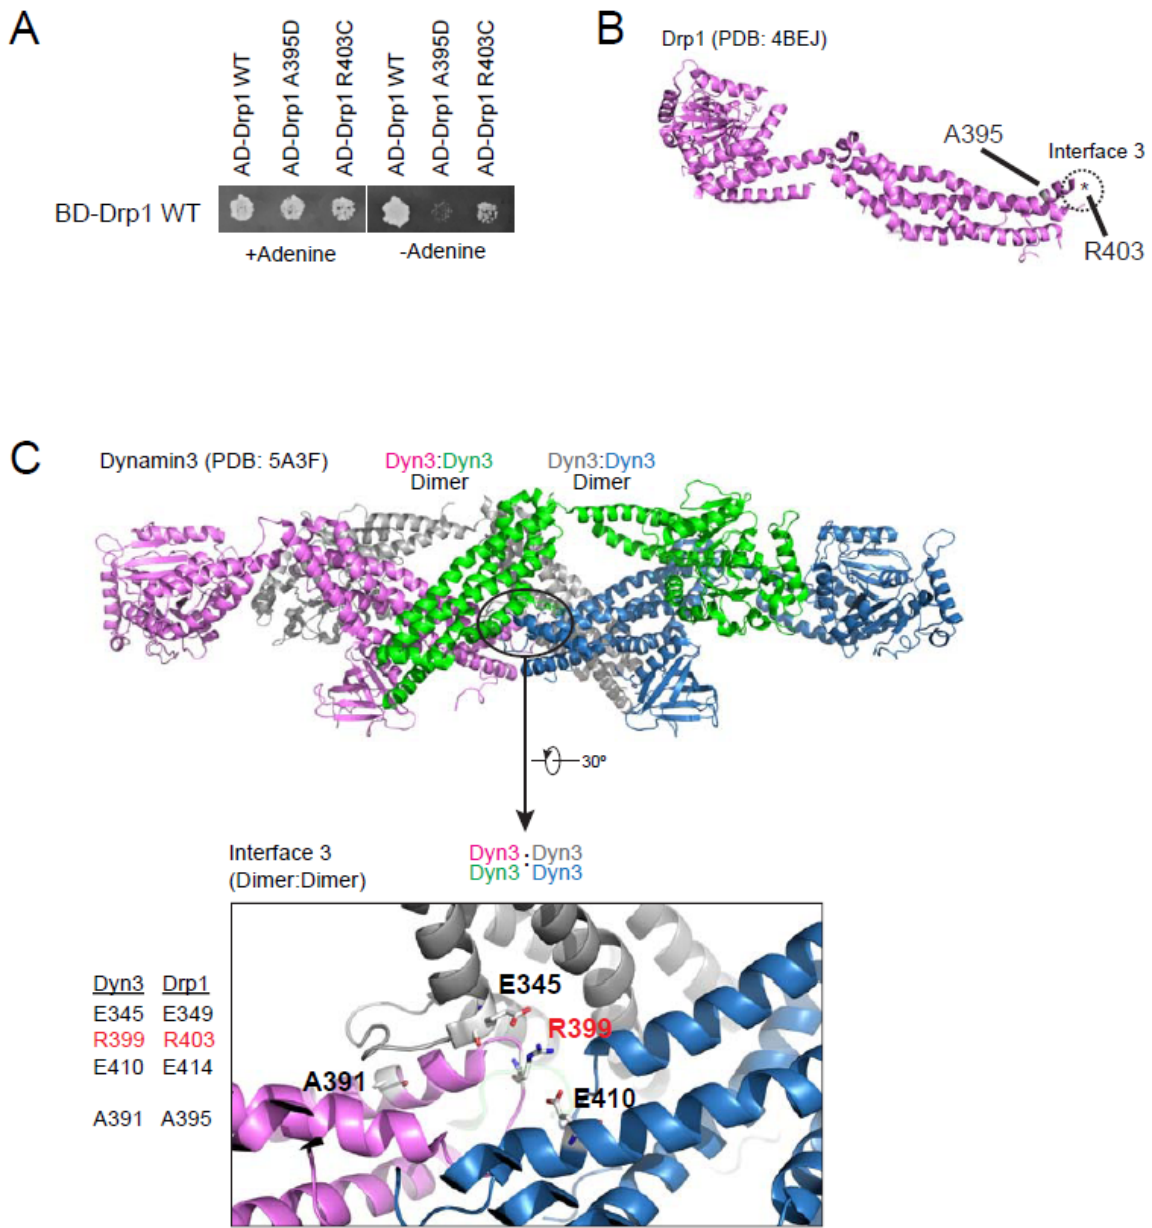 A
AD-Drp1 WT
AD-Drp1 A395D
AD-Drp1 R403C
AD-Drp1 WT
AD-Drp1 A395D
AD-Drp1 R403C
BD-Drp1 WT
+Adenine
-Adenine
B
Drp1 (PDB: 4BEJ)
A395
Interface 3
*
R403
C
Dynamin3 (PDB: 5A3F)
Dyn3:Dyn3
Dimer
Dyn3:Dyn3
Dimer
30º
Interface 3
(Dimer:Dimer)
Dyn3 : Dyn3
Dyn3 Dyn3
Dyn3 Drp1
E345 E349
R399 R403
E410 E414
A391 A395
E345
R399
A391
E410